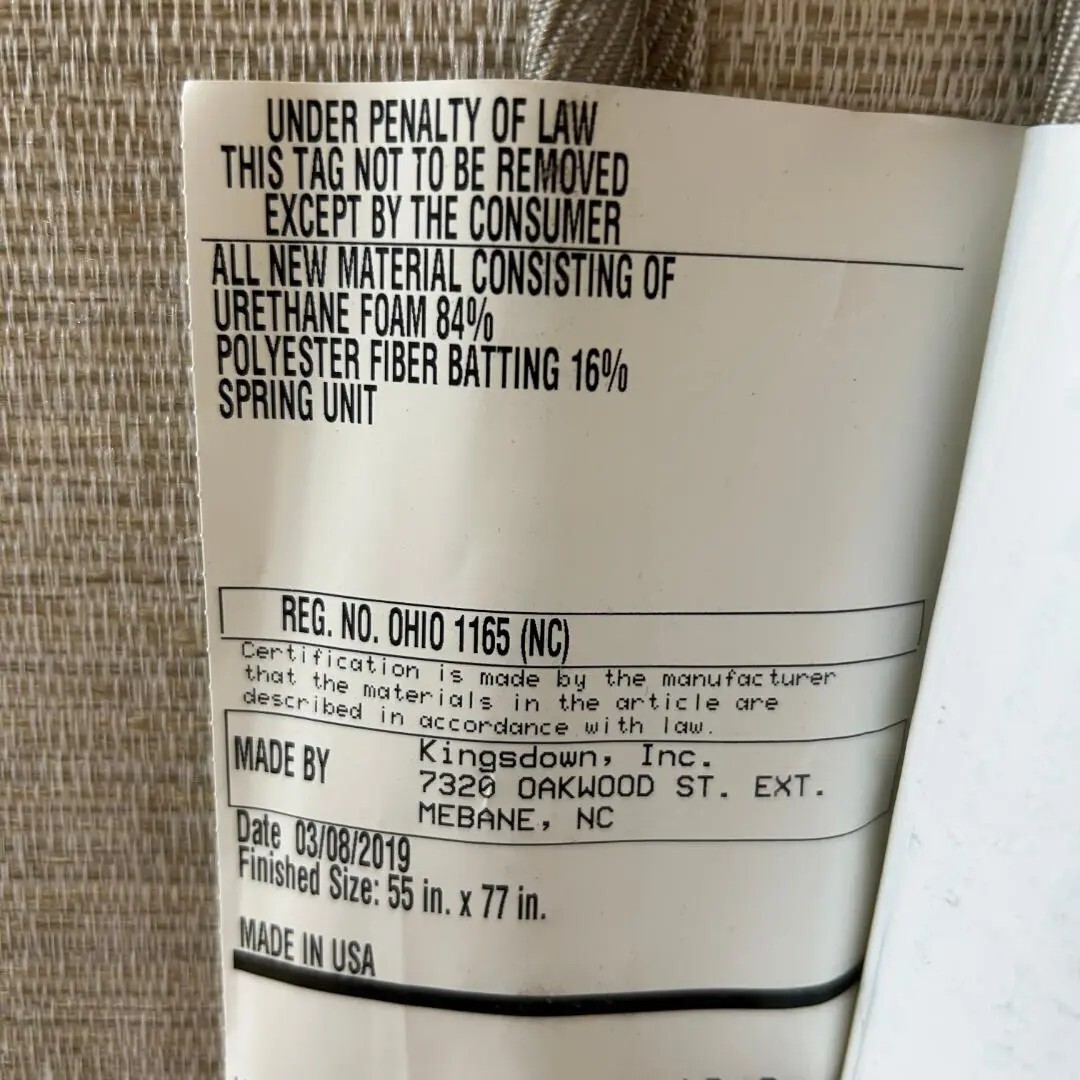 UNDER PENALTY OF LAW
THIS TAG NOT TO BE REMOVED
EXCEPT BY THE CONSUMER
ALL NEW MATERIAL CONSISTING OF
URETHANE FOAM 84%
POLYESTER FIBER BATTING 16%
SPRING UNIT
REG. NO. OHIO 1165 (NC)
Certification is made by the manufacturer
that the materials in the article are
described in accordance with law.
MADE BY Kingsdown, Inc.
7320 OAKWOOD ST. EXT.
MEBANE, NC
Date 03/08/2019
Finished Size: 55 in. x 77 in.
MADE IN USA